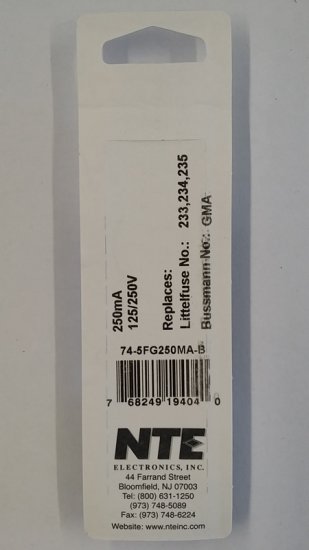 250mA
125/250V
Replaces:
Littelfuse No.: 233,234,235
Bussmann No.: GMA
74-5FG250MA-B
7 68249 19404 0
NTE
ELECTRONICS, INC.
44 Farrand Street
Bloomfield, NJ 07003
Tel: (800) 631-1250
(973) 748-5089
Fax: (973) 748-6224
Website: www.nteinc.com